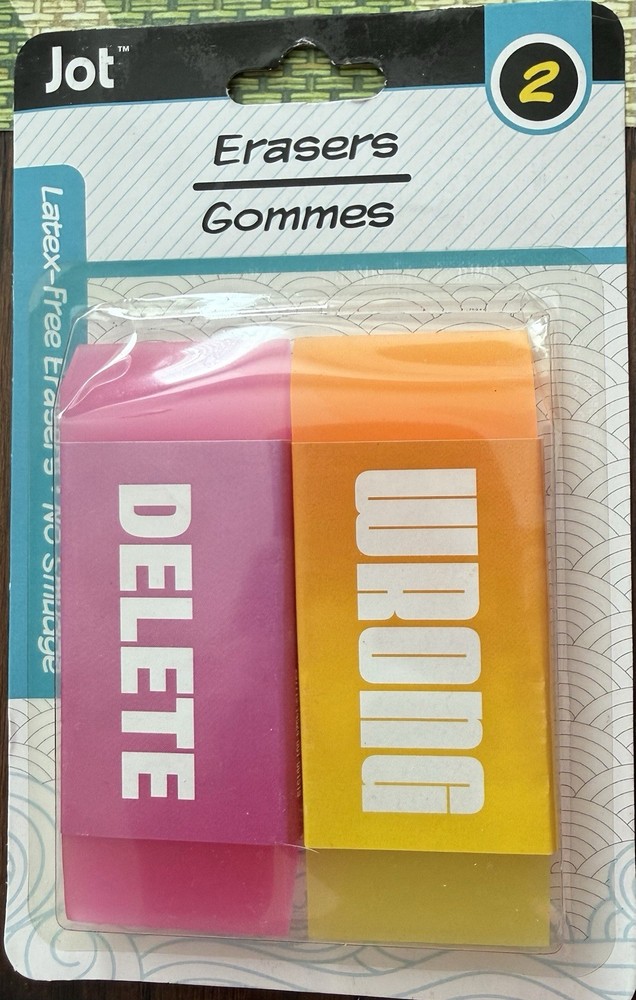 Jot™
2
Erasers
Gommes
Latex-Free Erasers • No Smudge
DELETE
WRONG